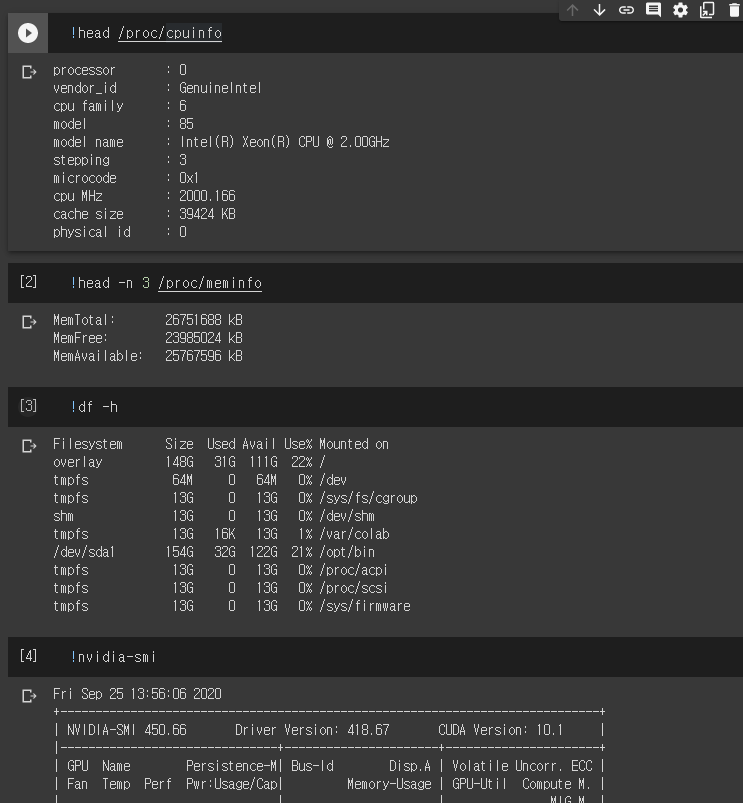 !head /proc/cpuinfo
processor : 0
vendor_id : GenuineIntel
cpu family : 6
model : 85
model name : Intel(R) Xeon(R) CPU @ 2.00GHz
stepping : 3
microcode : 0x1
cpu MHz : 2000.166
cache size : 39424 KB
physical id : 0
[2] !head -n 3 /proc/meminfo
MemTotal: 26751688 kB
MemFree: 23985024 kB
MemAvailable: 25767596 kB
[3] !df -h
Filesystem Size Used Avail Use% Mounted on
overlay 148G 31G 111G 22% /
tmpfs 64M 0 64M 0% /dev
tmpfs 13G 0 13G 0% /sys/fs/cgroup
shm 13G 0 13G 0% /dev/shm
tmpfs 13G 16K 13G 1% /var/colab
/dev/sda1 154G 32G 122G 21% /opt/bin
tmpfs 13G 0 13G 0% /proc/acpi
tmpfs 13G 0 13G 0% /proc/scsi
tmpfs 13G 0 13G 0% /sys/firmware
[4] !nvidia-smi
Fri Sep 25 13:56:06 2020
+-----------------------------------------------------------------------------+
| NVIDIA-SMI 450.66 Driver Version: 418.67 CUDA Version: 10.1 |
|-------------------------------+----------------------+----------------------+
| GPU Name Persistence-M| Bus-Id Disp.A | Volatile Uncorr. ECC |
| Fan Temp Perf Pwr:Usage/Cap| Memory-Usage | GPU-Util Compute M. |
| | | MIG M. |